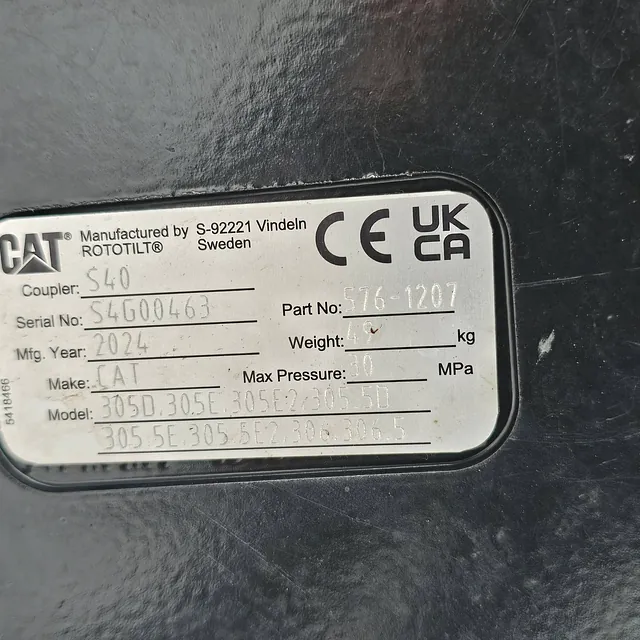 CAT® Manufactured by S-92221 Vindeln
ROTOTILT® Sweden
CE UK CA
Coupler: S40
Serial No: S4G00463 Part No: 576-1207
Mfg. Year: 2024 Weight: 49 kg
Make: CAT Max Pressure: 30 MPa
Model: 305D,305E,305E2,305.5D
305.5E,305.5E2,306,306.5
5418466